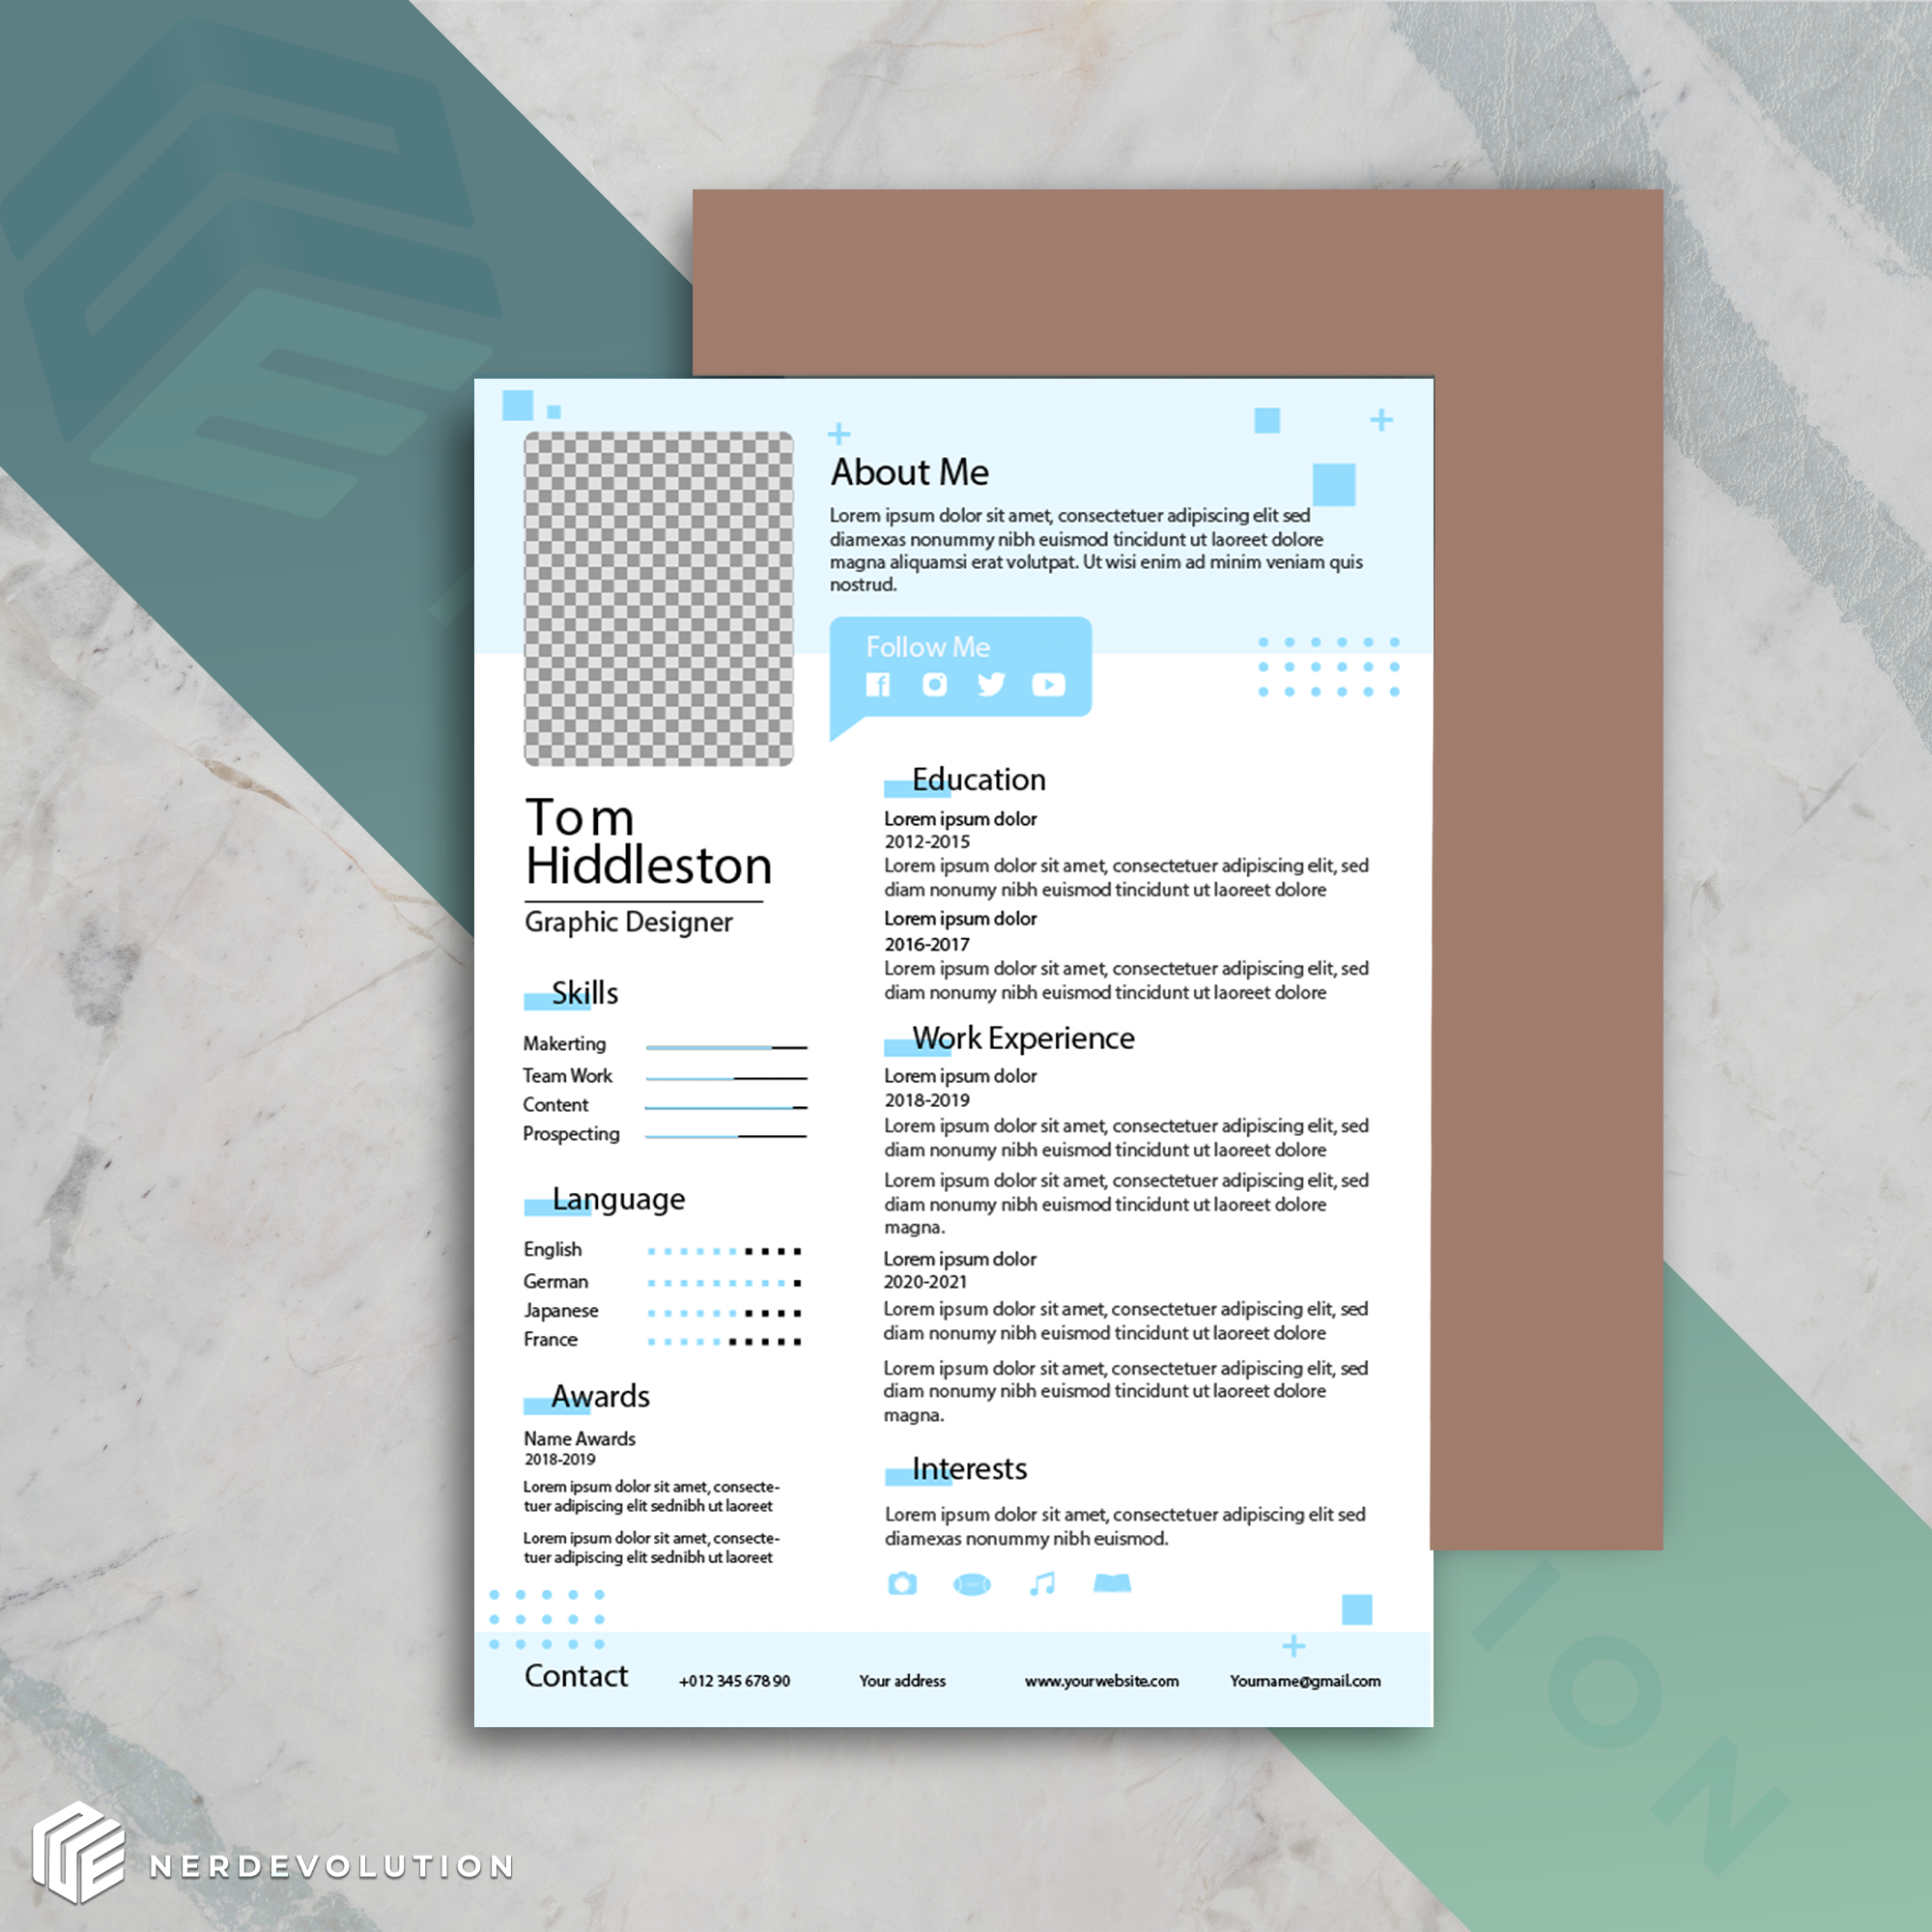 About Me
Lorem ipsum dolor sit amet, consectetuer adipiscing elit sed
diamexas nonummy nibh euismod tincidunt ut laoreet dolore
magna aliquamsi erat volutpat. Ut wisi enim ad minim veniam quis
nostrud.
Follow Me
Tom
Hiddleston
Graphic Designer
Skills
Makerting
Team Work
Content
Prospecting
Language
English
German
Japanese
France
Awards
Name Awards
2018-2019
Lorem ipsum dolor sit amet, consecte-
tuer adipiscing elit sednibh ut laoreet
Lorem ipsum dolor sit amet, consecte-
tuer adipiscing elit sednibh ut laoreet
Education
Lorem ipsum dolor
2012-2015
Lorem ipsum dolor sit amet, consectetuer adipiscing elit, sed
diam nonumy nibh euismod tincidunt ut laoreet dolore
Lorem ipsum dolor
2016-2017
Lorem ipsum dolor sit amet, consectetuer adipiscing elit, sed
diam nonumy nibh euismod tincidunt ut laoreet dolore
Work Experience
Lorem ipsum dolor
2018-2019
Lorem ipsum dolor sit amet, consectetuer adipiscing elit, sed
diam nonumy nibh euismod tincidunt ut laoreet dolore
Lorem ipsum dolor sit amet, consectetuer adipiscing elit, sed
diam nonumy nibh euismod tincidunt ut laoreet dolore
magna.
Lorem ipsum dolor
2020-2021
Lorem ipsum dolor sit amet, consectetuer adipiscing elit, sed
diam nonumy nibh euismod tincidunt ut laoreet dolore
Lorem ipsum dolor sit amet, consectetuer adipiscing elit, sed
diam nonumy nibh euismod tincidunt ut laoreet dolore
magna.
Interests
Lorem ipsum dolor sit amet, consectetuer adipiscing elit sed
diamexas nonummy nibh euismod.
Contact +012 345 678 90 Your address www.yourwebsite.com Yourname@gmail.com
ION
NERDEVOLUTION